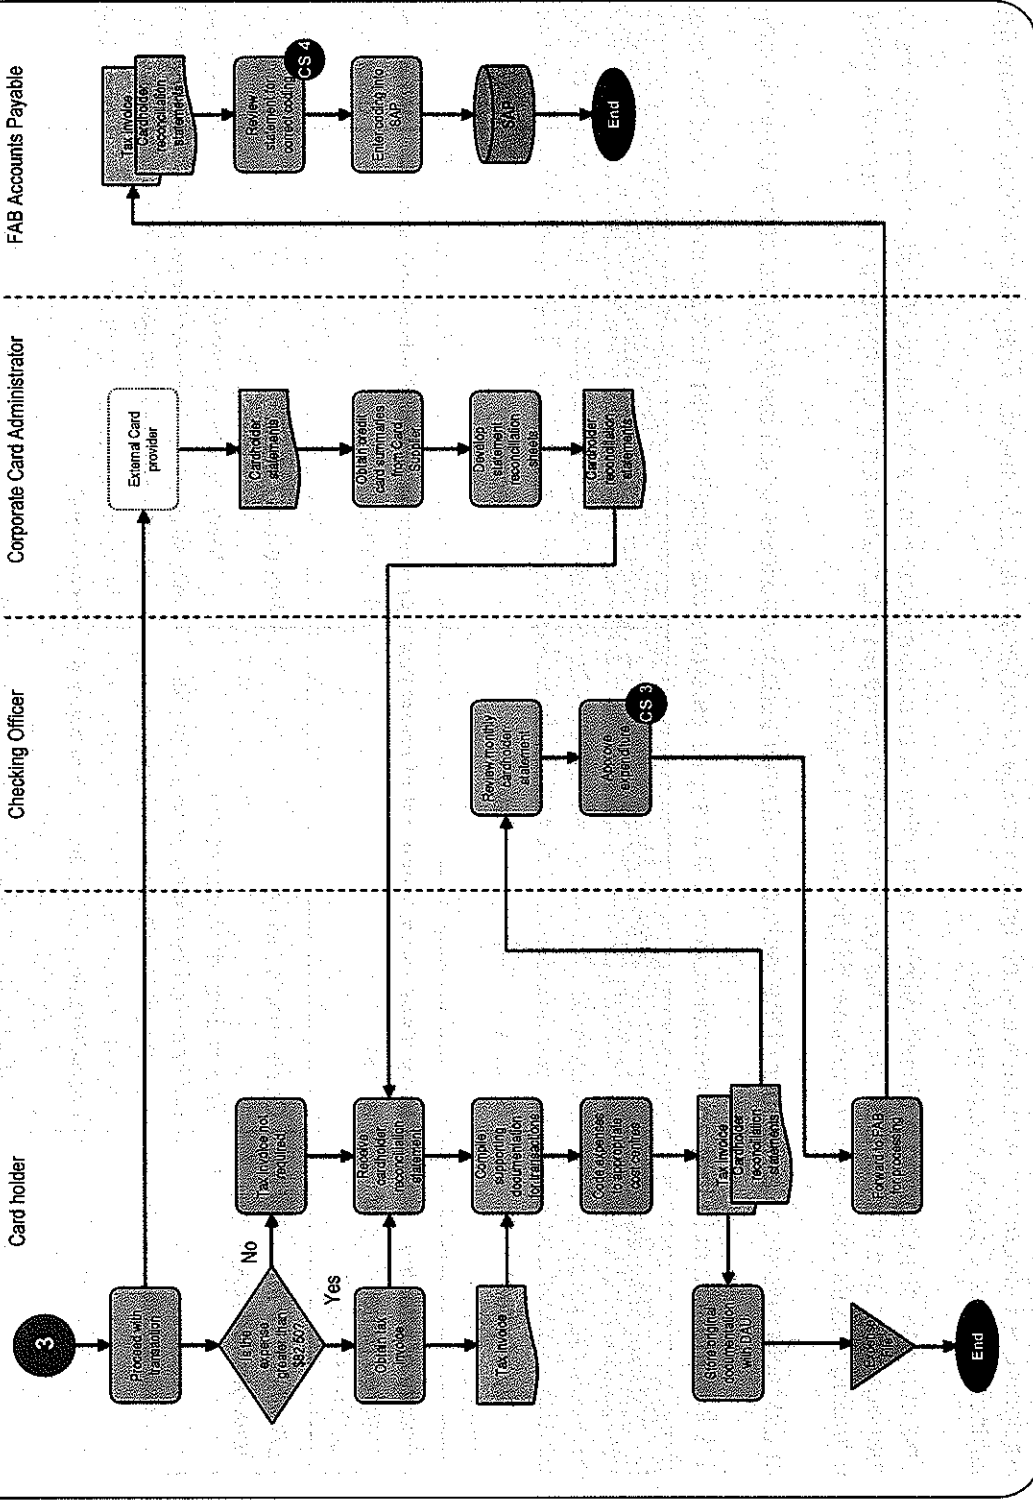 Card holder
Checking Officer
Corporate Card Administrator
FAB Accounts Payable
3
Proceed with
transaction
Is the
expense
greater than
$82.50?
No
Yes
Tax invoice not
required
Obtain tax
invoice
Receive
cardholder
reconciliation
statement
Tax invoice
Compile
supporting
documentation
for transactions
Code expenses
to appropriate
cost centres
Tax invoice
Cardholder
reconciliation
statements
Store original
documentation
with DAU
End
Forward to FAB
for processing
Review monthly
cardholder
statement
Approve
expenditure
CS 3
External Card
provider
Cardholder
statements
Obtain credit
card summaries
from Card
Supplier
Develop
statement
reconciliation
sheets
Cardholder
reconciliation
statements
Tax invoice
Cardholder
reconciliation
statements
Review
statement for
correct coding
CS 4
Enter coding into
SAP
SAP
End